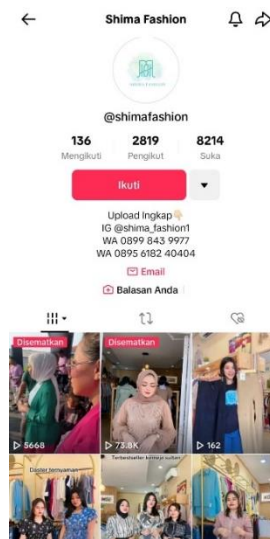 Shima Fashion
@shimafashion
136 2819 8214
Mengikuti Pengikut Suka
Ikuti
Upload lngkap
IG @shima_fashion1
WA 0899 843 9977
WA 0895 6182 40404
Email
Balasan Anda
Disematkan Disematkan
5668 73.8K 162
Daster ternyaman